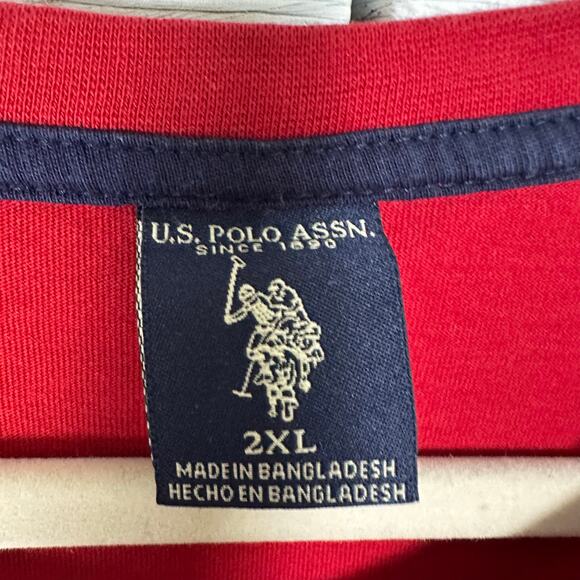 U.S. POLO ASSN.
SINCE 1890
2XL
MADE IN BANGLADESH
HECHO EN BANGLADESH